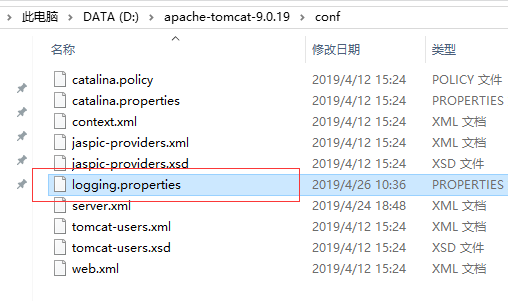 此电脑 > DATA (D:) > apache-tomcat-9.0.19 > conf
名称 修改日期 类型
catalina.policy 2019/4/12 15:24 POLICY 文件
catalina.properties 2019/4/12 15:24 PROPERTIES
context.xml 2019/4/12 15:24 XML 文档
jaspic-providers.xml 2019/4/12 15:24 XML 文档
jaspic-providers.xsd 2019/4/12 15:24 XSD 文件
logging.properties 2019/4/26 10:36 PROPERTIES
server.xml 2019/4/24 18:48 XML 文档
tomcat-users.xml 2019/4/12 15:24 XML 文档
tomcat-users.xsd 2019/4/12 15:24 XSD 文件
web.xml 2019/4/12 15:24 XML 文档